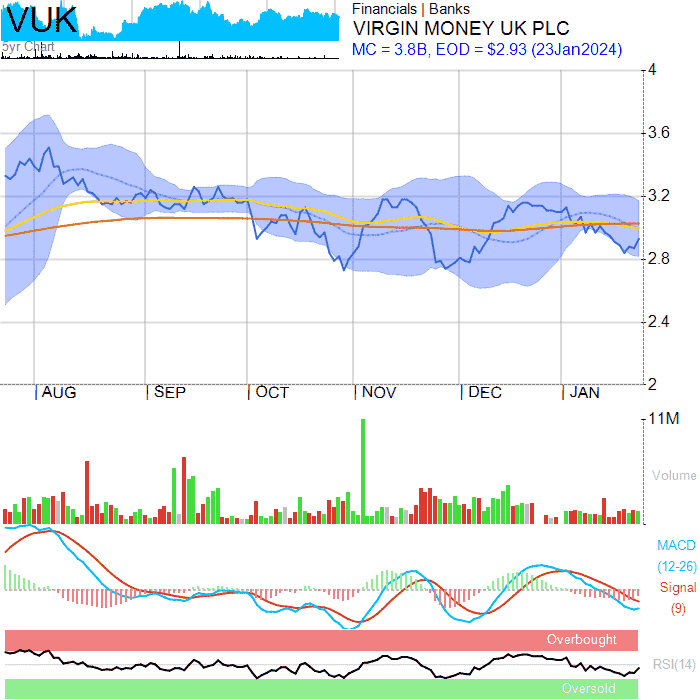 VUK
5yr Chart
Financials | Banks
VIRGIN MONEY UK PLC
MC = 3.8B, EOD = $2.93 (23Jan2024)
4
3.6
3.2
2.8
2.4
2
AUG SEP OCT NOV DEC JAN
11M
Volume
MACD
(12-26)
Signal
(9)
Overbought
RSI(14)
Oversold